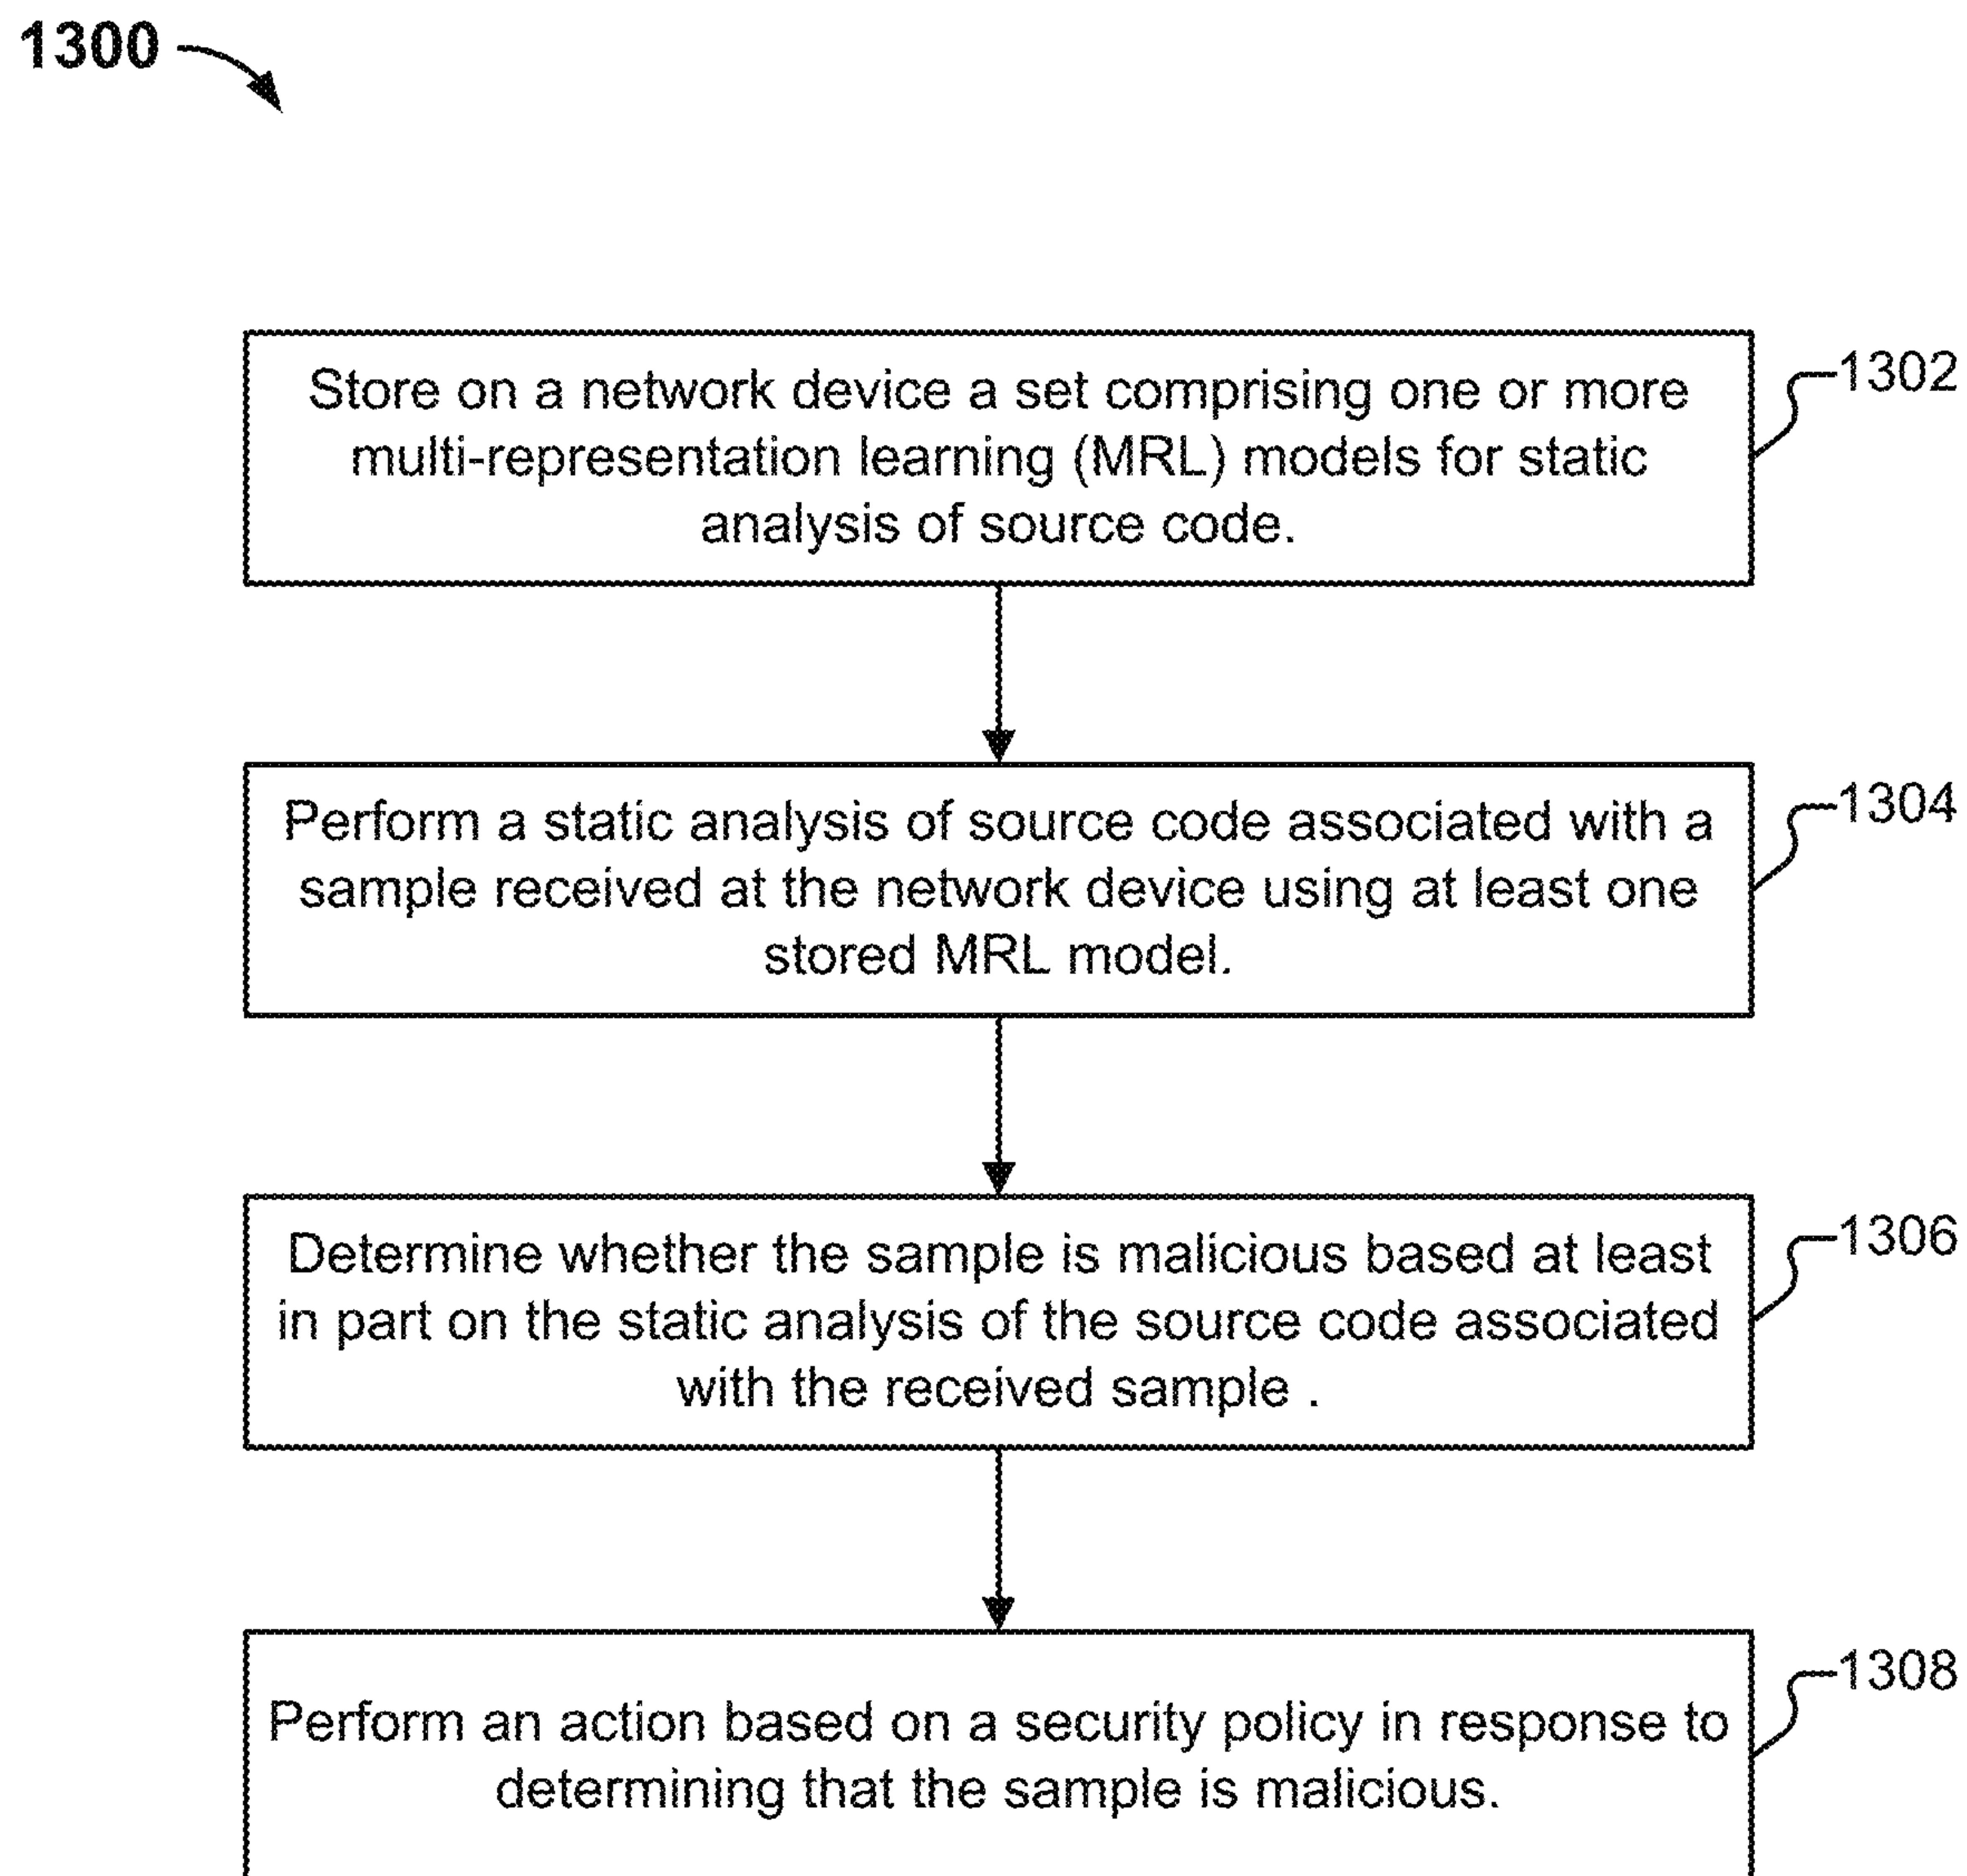 1300
Store on a network device a set comprising one or more
multi-representation learning (MRL) models for static
analysis of source code.
1302
Perform a static analysis of source code associated with a
sample received at the network device using at least one
stored MRL model.
1304
Determine whether the sample is malicious based at least
in part on the static analysis of the source code associated
with the received sample .
1306
Perform an action based on a security policy in response to
determining that the sample is malicious.
1308